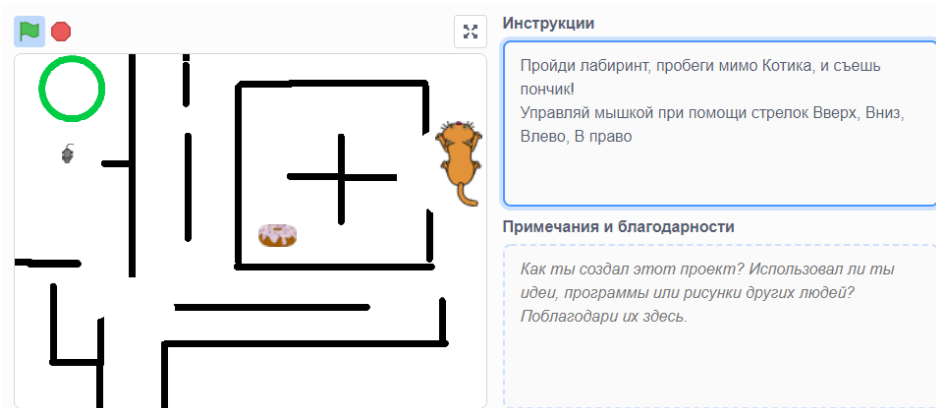 Инструкции
Пройди лабиринт, пробеги мимо Котика, и съешь
пончик!
Управляй мышкой при помощи стрелок Вверх, Вниз,
Влево, В право
Примечания и благодарности
Как ты создал этот проект? Использовал ли ты
идеи, программы или рисунки других людей?
Поблагодари их здесь.